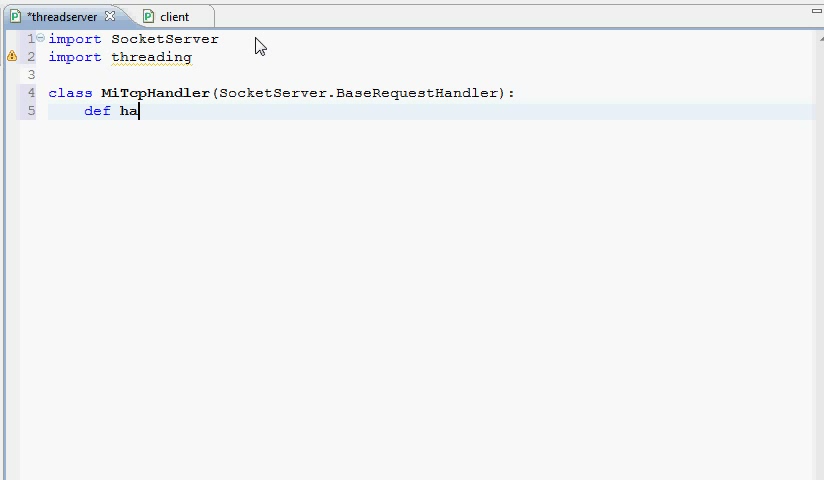 *threadserver client
1 import SocketServer
2 import threading
3
4 class MiTcpHandler(SocketServer.BaseRequestHandler):
5 def ha